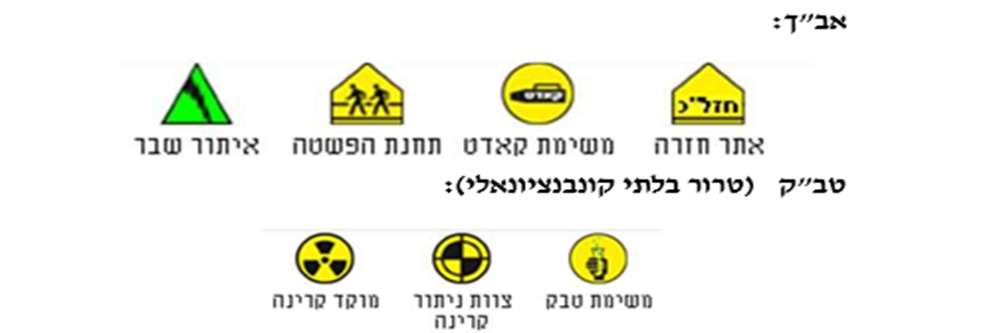 אב״ך:
חזל"כ
קאדט
אתר חזרה משימת קאדט תחנת הפשטה איתור שבר
טב״ק (טרור בלתי קונבנציונאלי):
משימת טבק צוות ניתור מוקד קרינה
קרינה